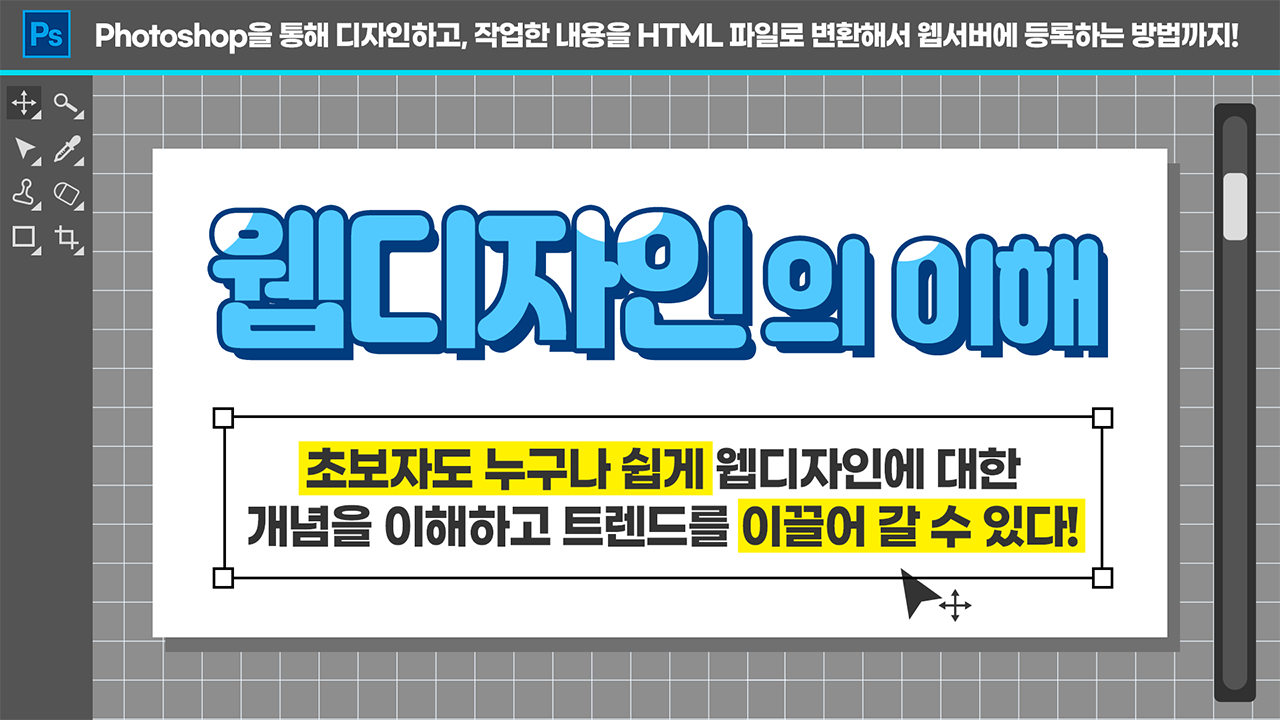 Ps Photoshop을 통해 디자인하고, 작업한 내용을 HTML 파일로 변환해서 웹서버에 등록하는 방법까지!
웹디자인의 이해
초보자도 누구나 쉽게 웹디자인에 대한
개념을 이해하고 트렌드를 이끌어 갈 수 있다!